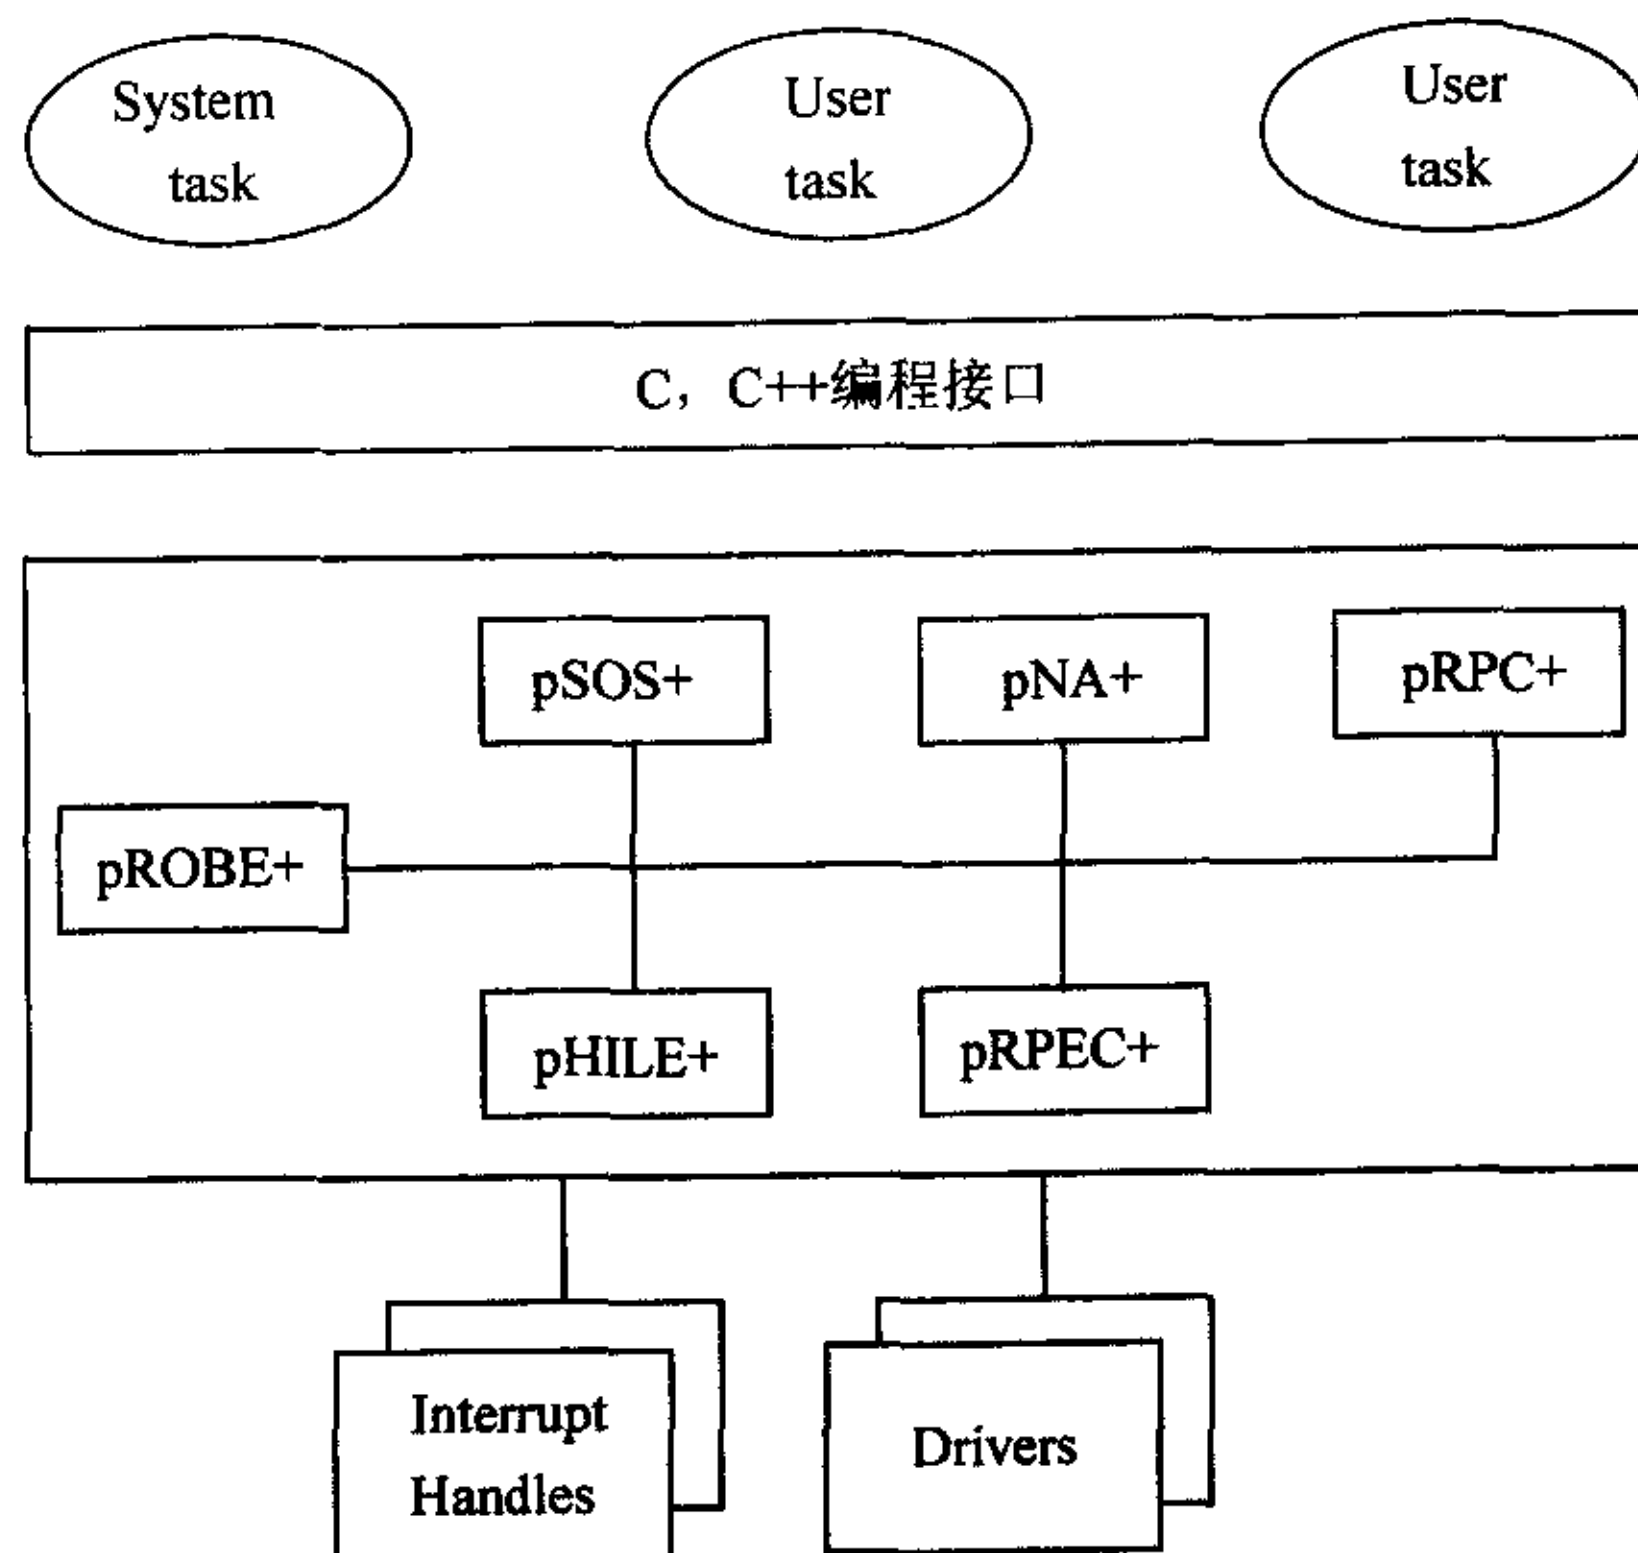 System
task
User
task
User
task
C，C++编程接口
pSOS+
pNA+
pRPC+
pROBE+
pHILE+
pRPEC+
Interrupt
Handles
Drivers